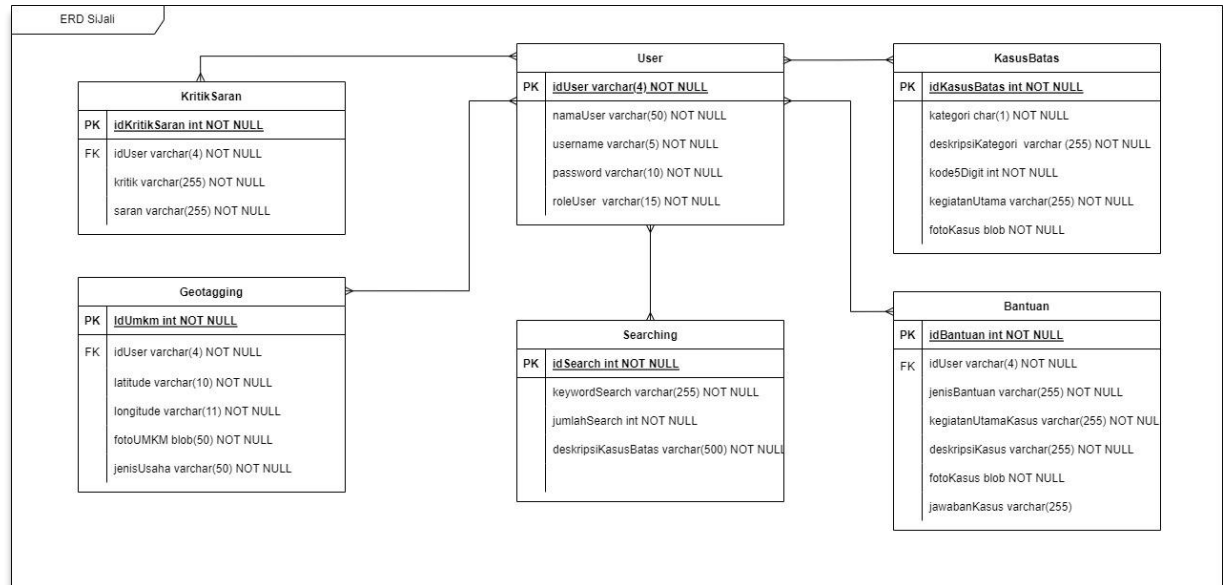 ERD SiJali
User
PK idUser varchar(4) NOT NULL
namaUser varchar(50) NOT NULL
username varchar(5) NOT NULL
password varchar(10) NOT NULL
roleUser varchar(15) NOT NULL
KasusBatas
PK idKasusBatas int NOT NULL
kategori char(1) NOT NULL
deskripsiKategori varchar (255) NOT NULL
kode5Digit int NOT NULL
kegiatanUtama varchar(255) NOT NULL
fotoKasus blob NOT NULL
KritikSaran
PK idKritikSaran int NOT NULL
FK idUser varchar(4) NOT NULL
kritik varchar(255) NOT NULL
saran varchar(255) NOT NULL
Geotagging
PK IdUmkm int NOT NULL
FK idUser varchar(4) NOT NULL
latitude varchar(10) NOT NULL
longitude varchar(11) NOT NULL
fotoUMKM blob(50) NOT NULL
jenisUsaha varchar(50) NOT NULL
Searching
PK idSearch int NOT NULL
keywordSearch varchar(255) NOT NULL
jumlahSearch int NOT NULL
deskripsiKasusBatas varchar(500) NOT NULL
Bantuan
PK idBantuan int NOT NULL
FK idUser varchar(4) NOT NULL
jenisBantuan varchar(255) NOT NULL
kegiatanUtamaKasus varchar(255) NOT NUL
deskripsiKasus varchar(255) NOT NULL
fotoKasus blob NOT NULL
jawabanKasus varchar(255)